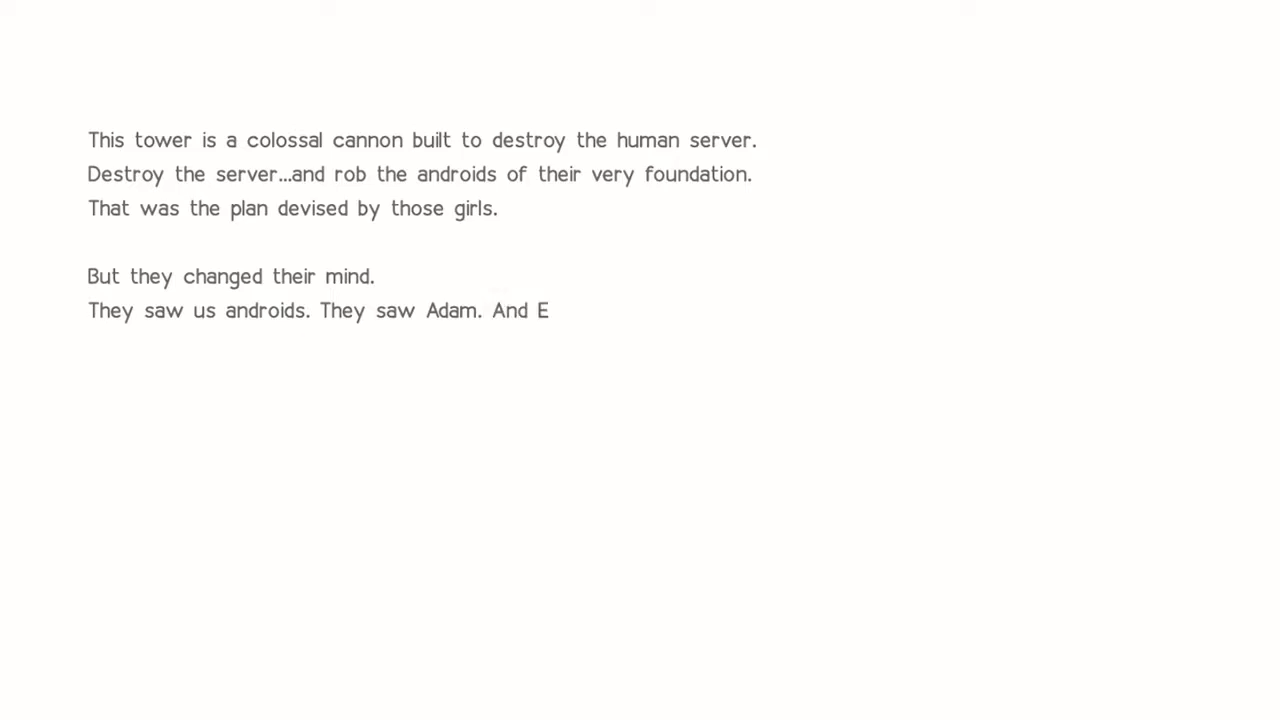 This tower is a colossal cannon built to destroy the human server.
Destroy the server...and rob the androids of their very foundation.
That was the plan devised by those girls.
But they changed their mind.
They saw us androids. They saw Adam. And E